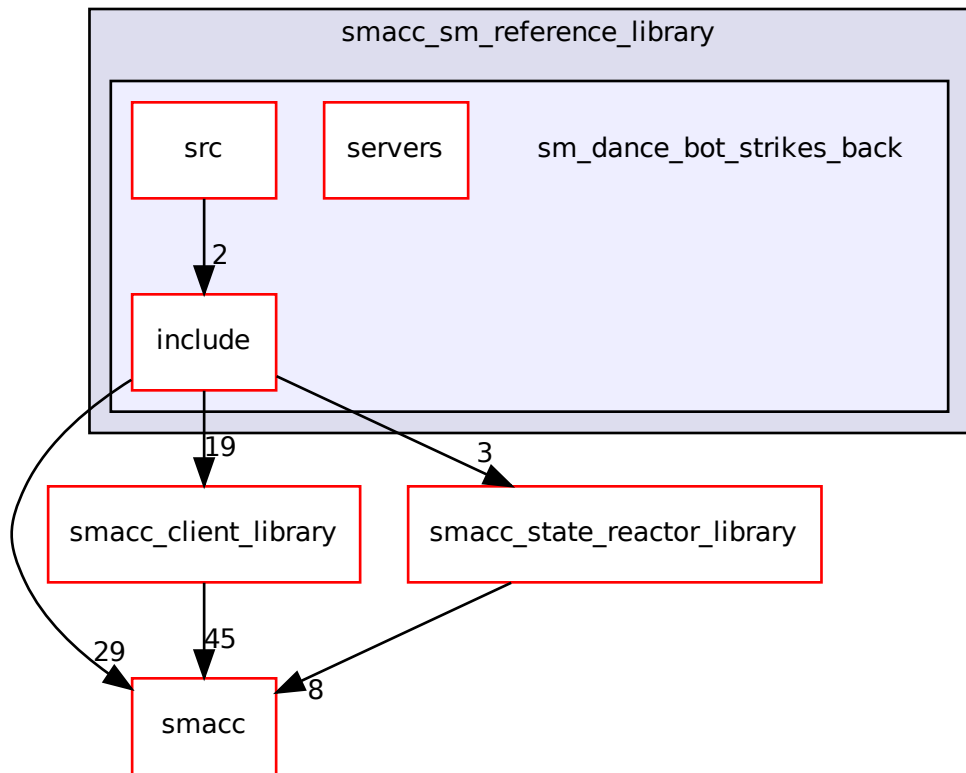 smacc_sm_reference_library
src
servers
sm_dance_bot_strikes_back
2
include
19
3
smacc_client_library
smacc_state_reactor_library
29
45
8
smacc